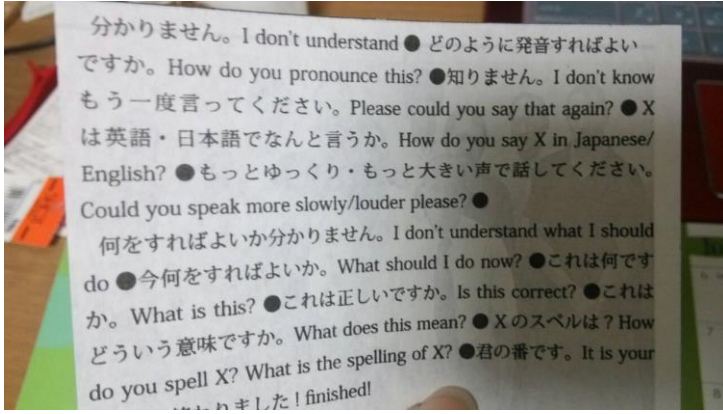 分かりません。I don't understand ● どのように発音すればよい
ですか。How do you pronounce this? ●知りません。I don't know
もう一度言ってください。Please could you say that again? ● X
は英語・日本語でなんと言うか。How do you say X in Japanese/
English? ●もっとゆっくり・もっと大きい声で話してください。
Could you speak more slowly/louder please? ●
何をすればよいか分かりません。I don't understand what I should
do ●今何をすればよいか。What should I do now? ●これは何です
か。What is this? ●これは正しいですか。Is this correct? ●これは
どういう意味ですか。What does this mean? ● Xのスペルは？How
do you spell X? What is the spelling of X? ●君の番です。It is your
わりました！finished!